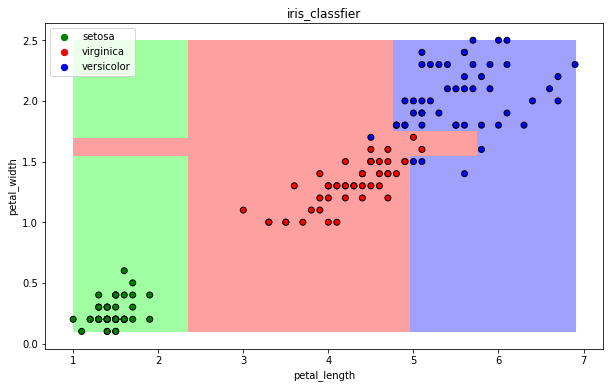 iris_classfier
setosa
virginica
versicolor
petal_width
2.5
2.0
1.5
1.0
0.5
0.0
1 2 3 4 5 6 7
petal_length